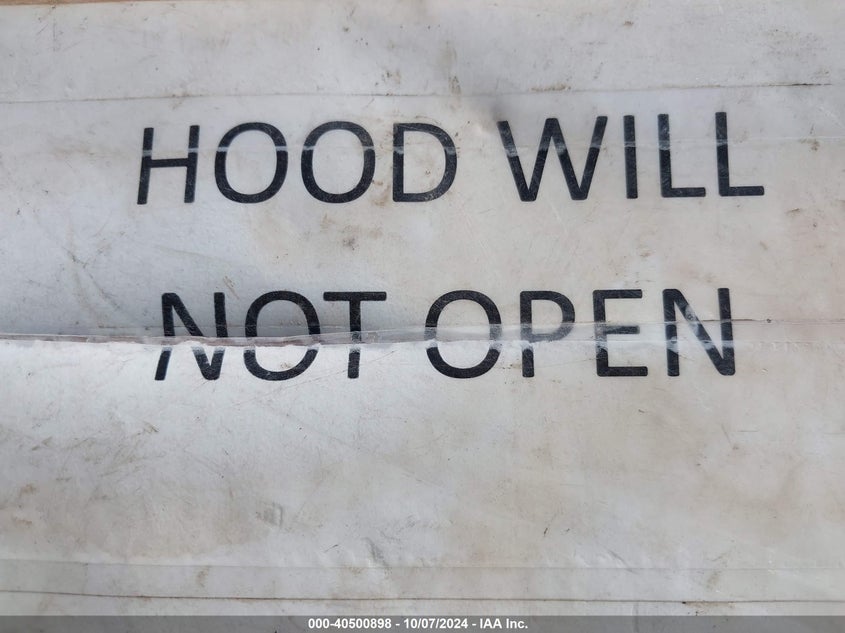 HOOD WILL
NOT OPEN
000-40500898 - 10/07/2024 - IAA Inc.